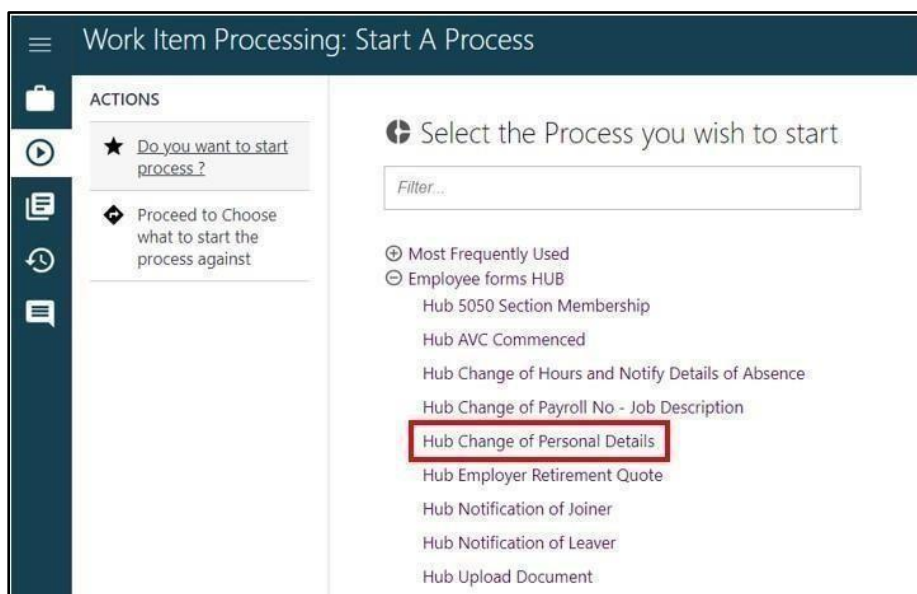 Work Item Processing: Start A Process
ACTIONS
Do you want to start
process ?
Proceed to Choose
what to start the
process against
Select the Process you wish to start
Filter...
Most Frequently Used
Employee forms HUB
Hub 5050 Section Membership
Hub AVC Commenced
Hub Change of Hours and Notify Details of Absence
Hub Change of Payroll No - Job Description
Hub Change of Personal Details
Hub Employer Retirement Quote
Hub Notification of Joiner
Hub Notification of Leaver
Hub Upload Document